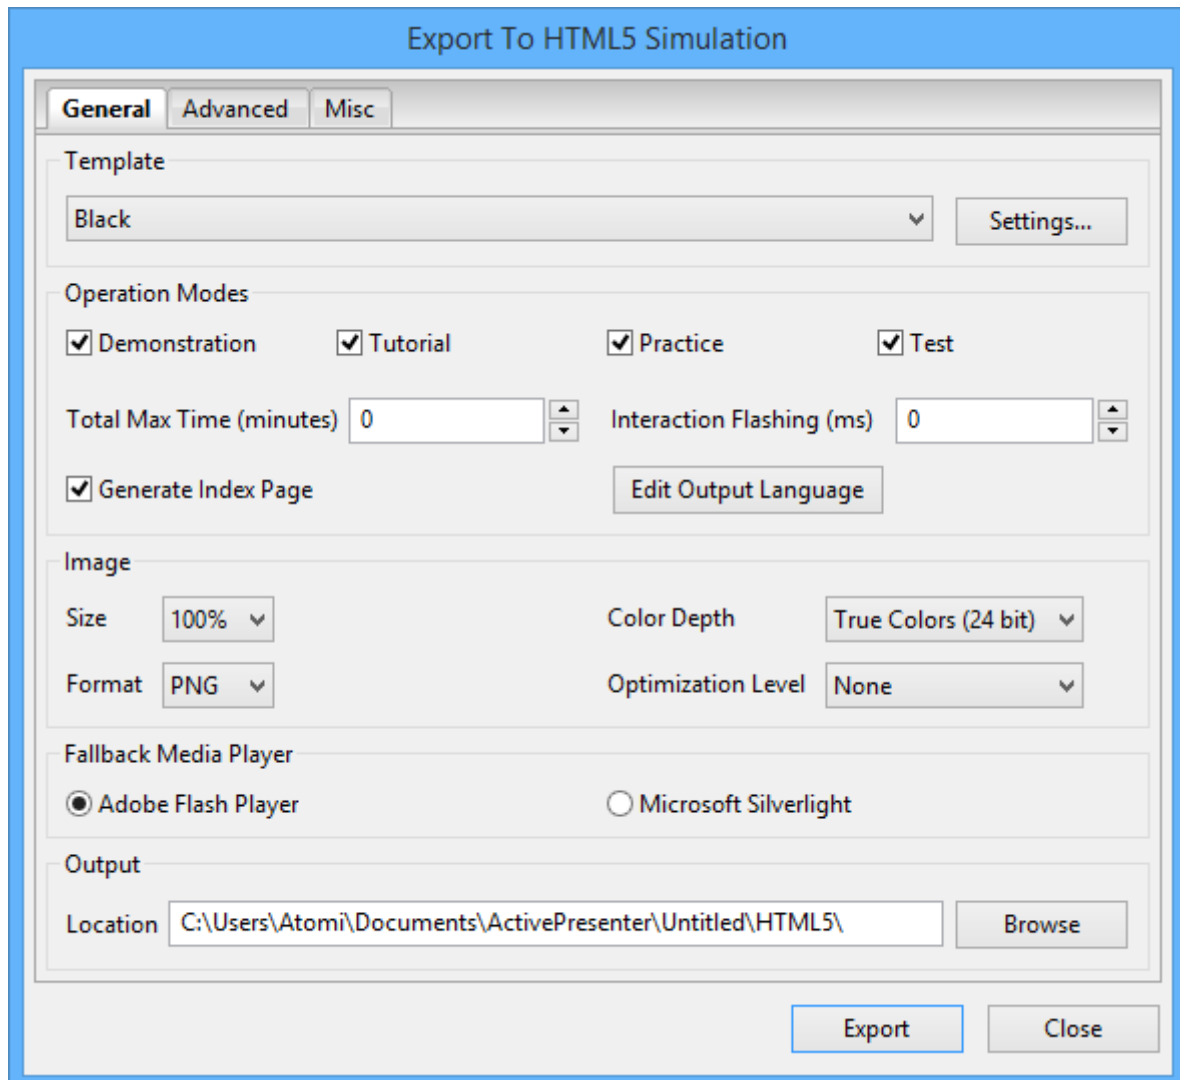 Export To HTML5 Simulation
General Advanced Misc
Template
Black Settings...
Operation Modes
Demonstration Tutorial Practice Test
Total Max Time (minutes) 0 Interaction Flashing (ms) 0
Generate Index Page Edit Output Language
Image
Size 100% Color Depth True Colors (24 bit)
Format PNG Optimization Level None
Fallback Media Player
Adobe Flash Player Microsoft Silverlight
Output
Location C:\Users\Atomi\Documents\ActivePresenter\Untitled\HTML5\ Browse
Export Close